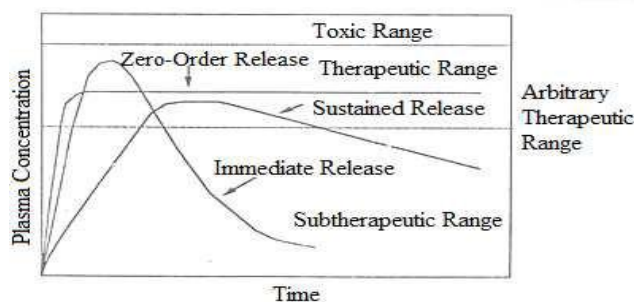 Toxic Range
Zero-Order Release
Therapeutic Range
Sustained Release
Arbitrary
Therapeutic
Range
Immediate Release
Subtherapeutic Range
Plasma Concentration
Time